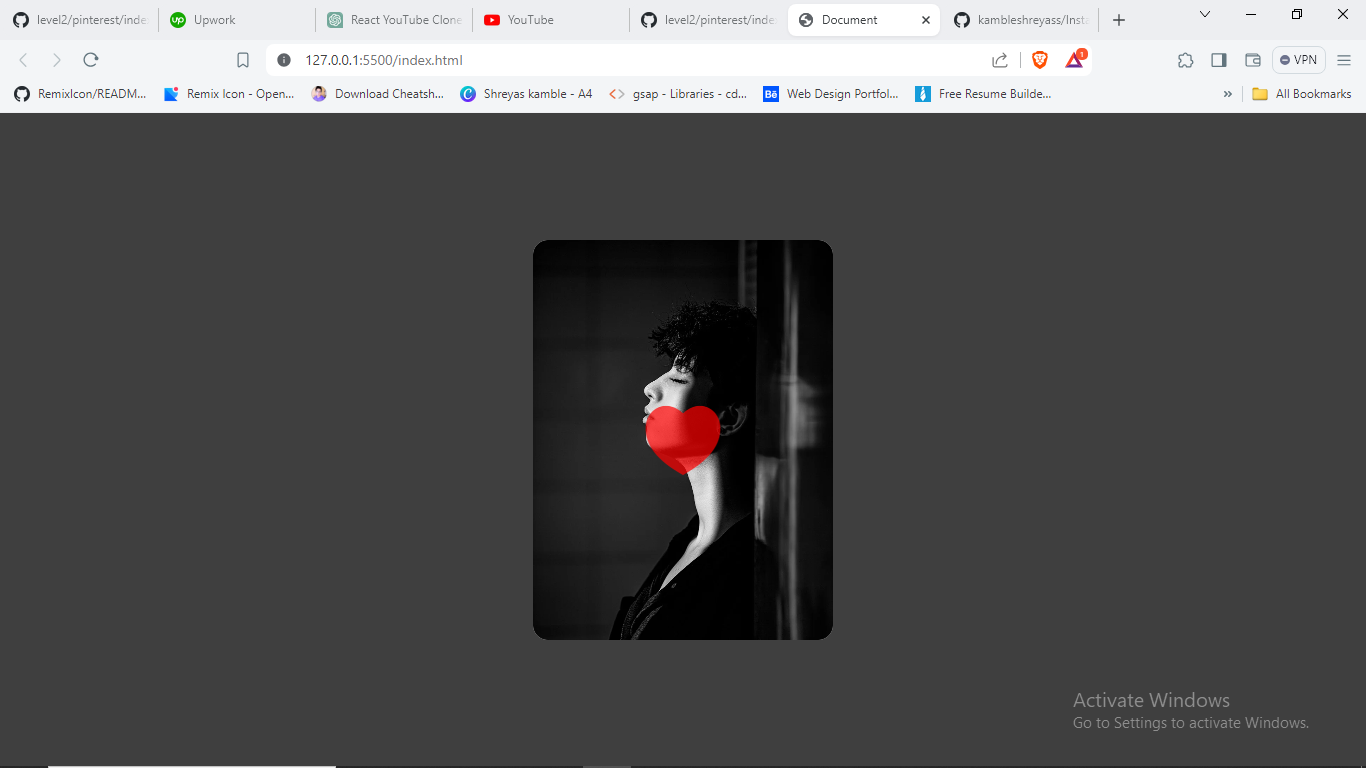 level2/pinterest/inde
Upwork
React YouTube Clone
YouTube
level2/pinterest/inde
Document
kambleshreyass/Insta
127.0.0.1:5500/index.html
1
VPN
RemixIcon/READM...
Remix Icon - Open...
Download Cheatsh...
Shreyas kamble - A4
gsap - Libraries - cd...
Bē
Web Design Portfol...
Free Resume Builde...
»
All Bookmarks
Activate Windows
Go to Settings to activate Windows.